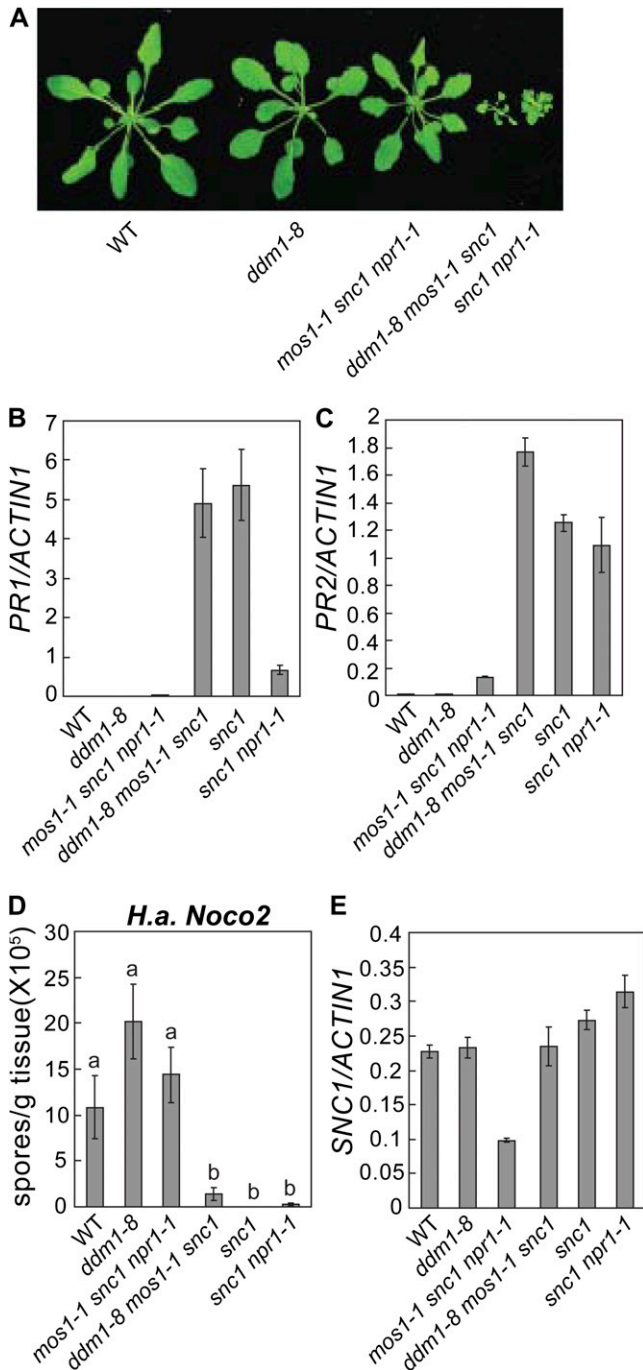 A
WT
ddm1-8
mos1-1 snc1 npr1-1
ddm1-8 mos1-1 snc1
snc1 npr1-1
B
PR1/ACTIN1
7
6
5
4
3
2
1
0
WT
ddm1-8
mos1-1 snc1 npr1-1
ddm1-8 mos1-1 snc1
snc1
snc1 npr1-1
C
PR2/ACTIN1
2
1.8
1.6
1.4
1.2
1
0.8
0.6
0.4
0.2
0
WT
ddm1-8
mos1-1 snc1 npr1-1
ddm1-8 mos1-1 snc1
snc1
snc1 npr1-1
D
H.a. Noco2
spores/g tissue(X10⁵)
30
25
20
15
10
5
0
a
a
a
b
b
b
WT
ddm1-8
mos1-1 snc1 npr1-1
ddm1-8 mos1-1 snc1
snc1
snc1 npr1-1
E
SNC1/ACTIN1
0.4
0.35
0.3
0.25
0.2
0.15
0.1
0.05
0
WT
ddm1-8
mos1-1 snc1 npr1-1
ddm1-8 mos1-1 snc1
snc1
snc1 npr1-1